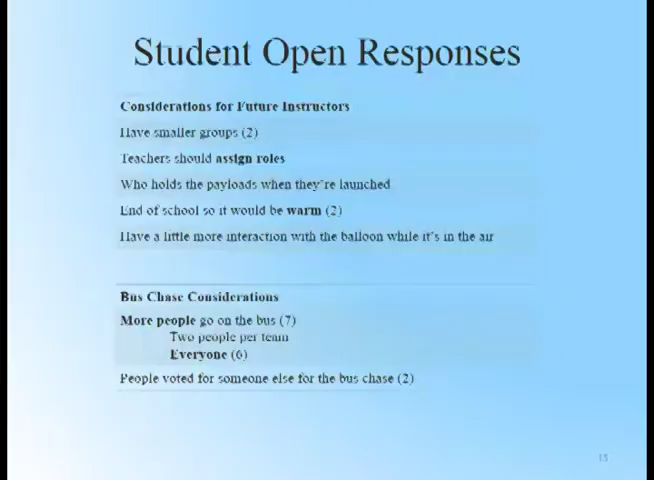 Student Open Responses
Considerations for Future Instructors
Have smaller groups (2)
Teachers should assign roles
Who holds the payloads when they're launched
End of school so it would be warm (2)
Have a little more interaction with the balloon while it's in the air
Bus Chase Considerations
More people go on the bus (7)
Two people per team
Everyone (6)
People voted for someone else for the bus chase (2)
15